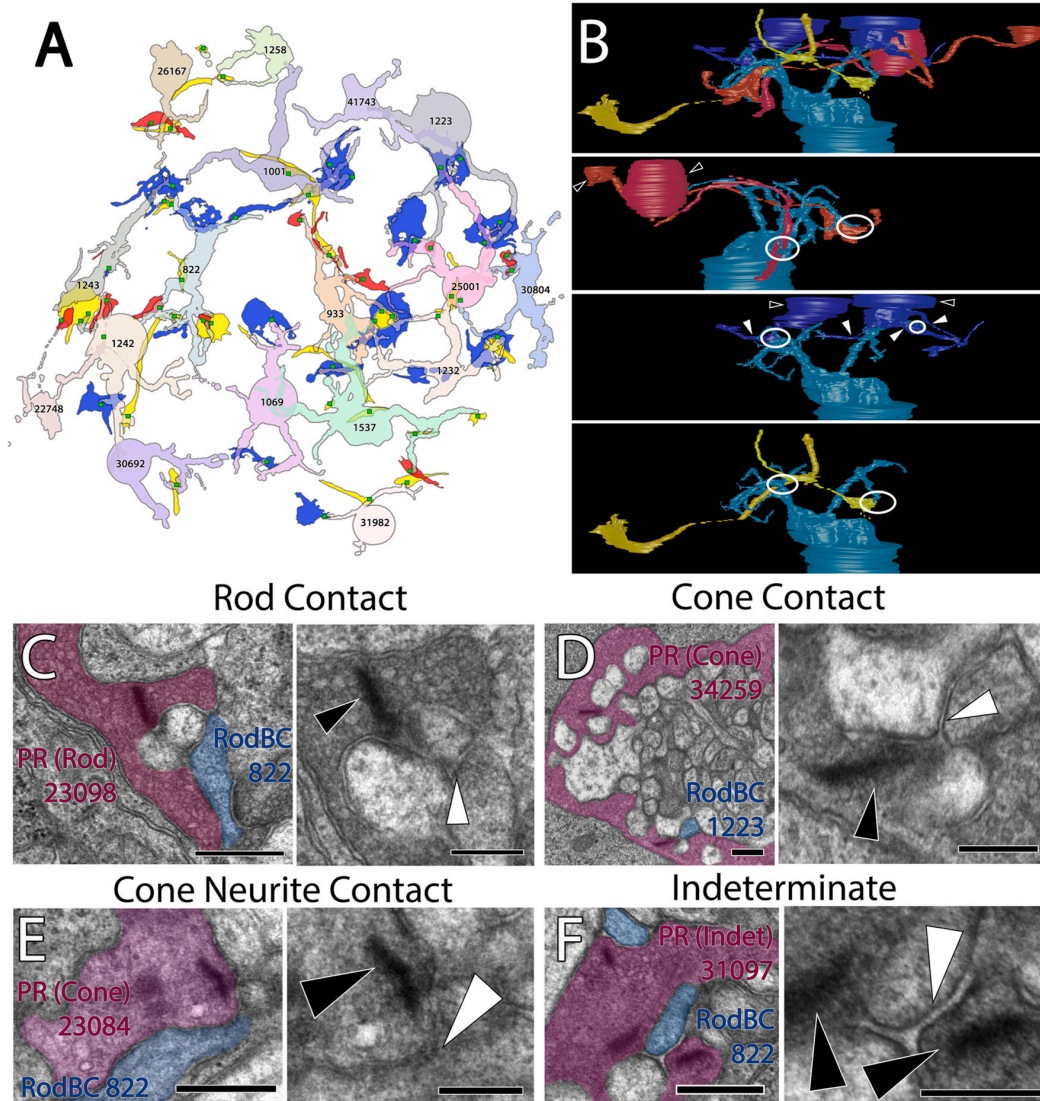 A
1258
26167
41743
1223
1001
822
1243
25001
30804
933
1242
1232
22748
1069
1537
30692
31982
B
Rod Contact
Cone Contact
C
PR (Rod)
23098
RodBC
822
D
PR (Cone)
34259
RodBC
1223
Cone Neurite Contact
Indeterminate
E
PR (Cone)
23084
RodBC 822
F
PR (Indet)
31097
RodBC
822